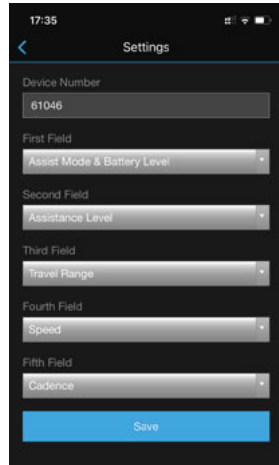 17:35
Settings
Device Number
61046
First Field
Assist Mode & Battery Level
Second Field
Assistance Level
Third Field
Travel Range
Fourth Field
Speed
Fifth Field
Cadence
Save